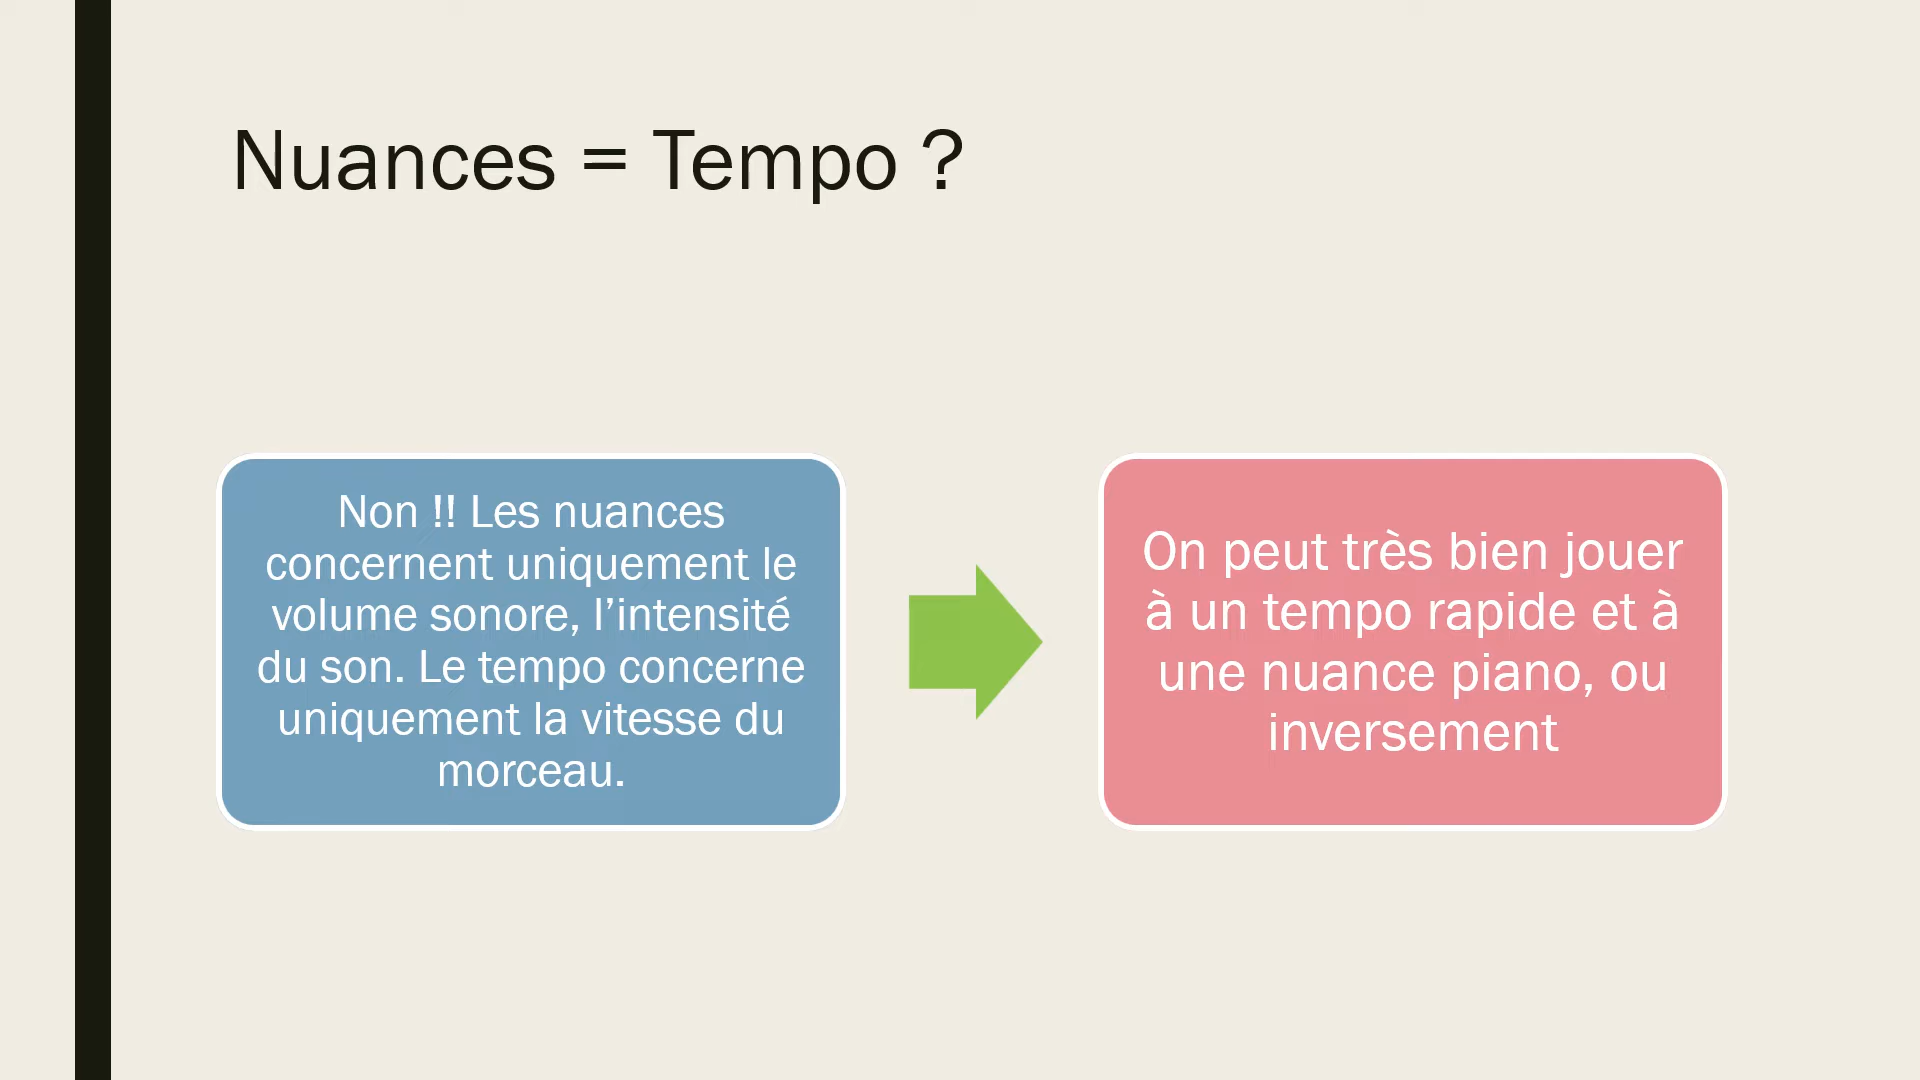 Nuances = Tempo ?
Non !! Les nuances
concernent uniquement le
volume sonore, l’intensité
du son. Le tempo concerne
uniquement la vitesse du
morceau.
On peut très bien jouer
à un tempo rapide et à
une nuance piano, ou
inversement